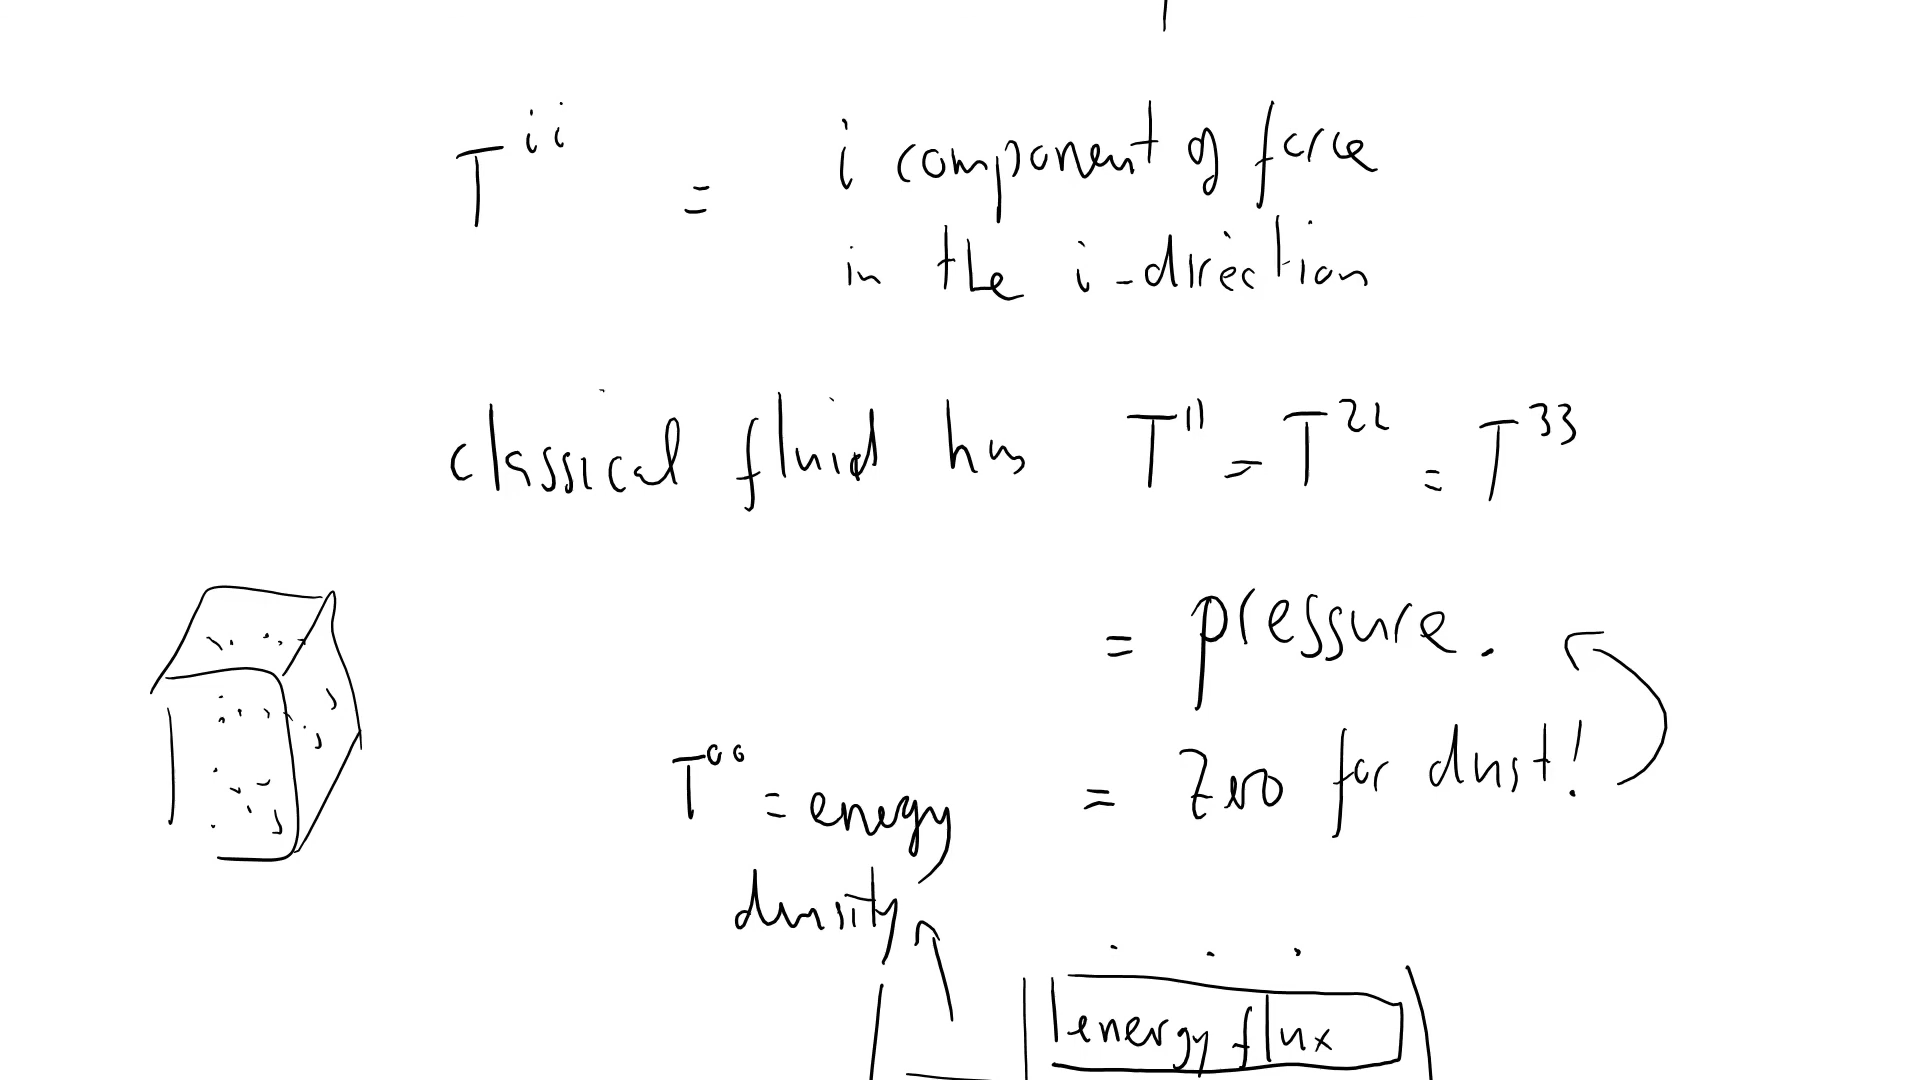 T^{ii} = i component of force
in the i-direction
classical fluid has T^{11} = T^{22} = T^{33}
= pressure.
T^{00} = energy
density
= Zero for dust!
energy flux